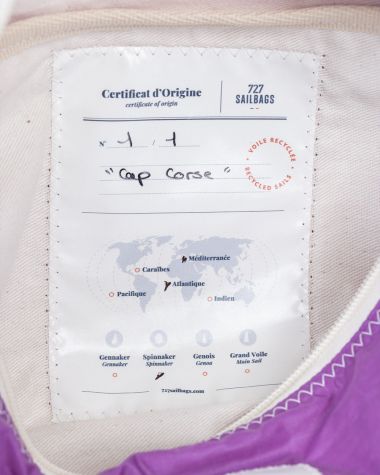 Certificat d'Origine
certificate of origin
727
SAILBAGS
N° 1 / 1
"Cap Corse"
VOILE RECYCLÉE
RECYCLED SAILS
Méditerranée
Caraïbes
Atlantique
Pacifique
Indien
Gennaker Spinnaker Genois Grand Voile
Gennaker Spinnaker Genoa Main Sail
727sailbags.com